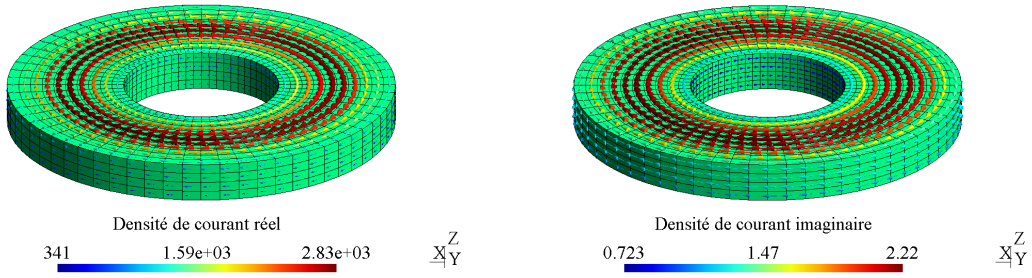 Densité de courant réel
341 1.59e+03 2.83e+03
Z
X Y
Densité de courant imaginaire
0.723 1.47 2.22
Z
X Y